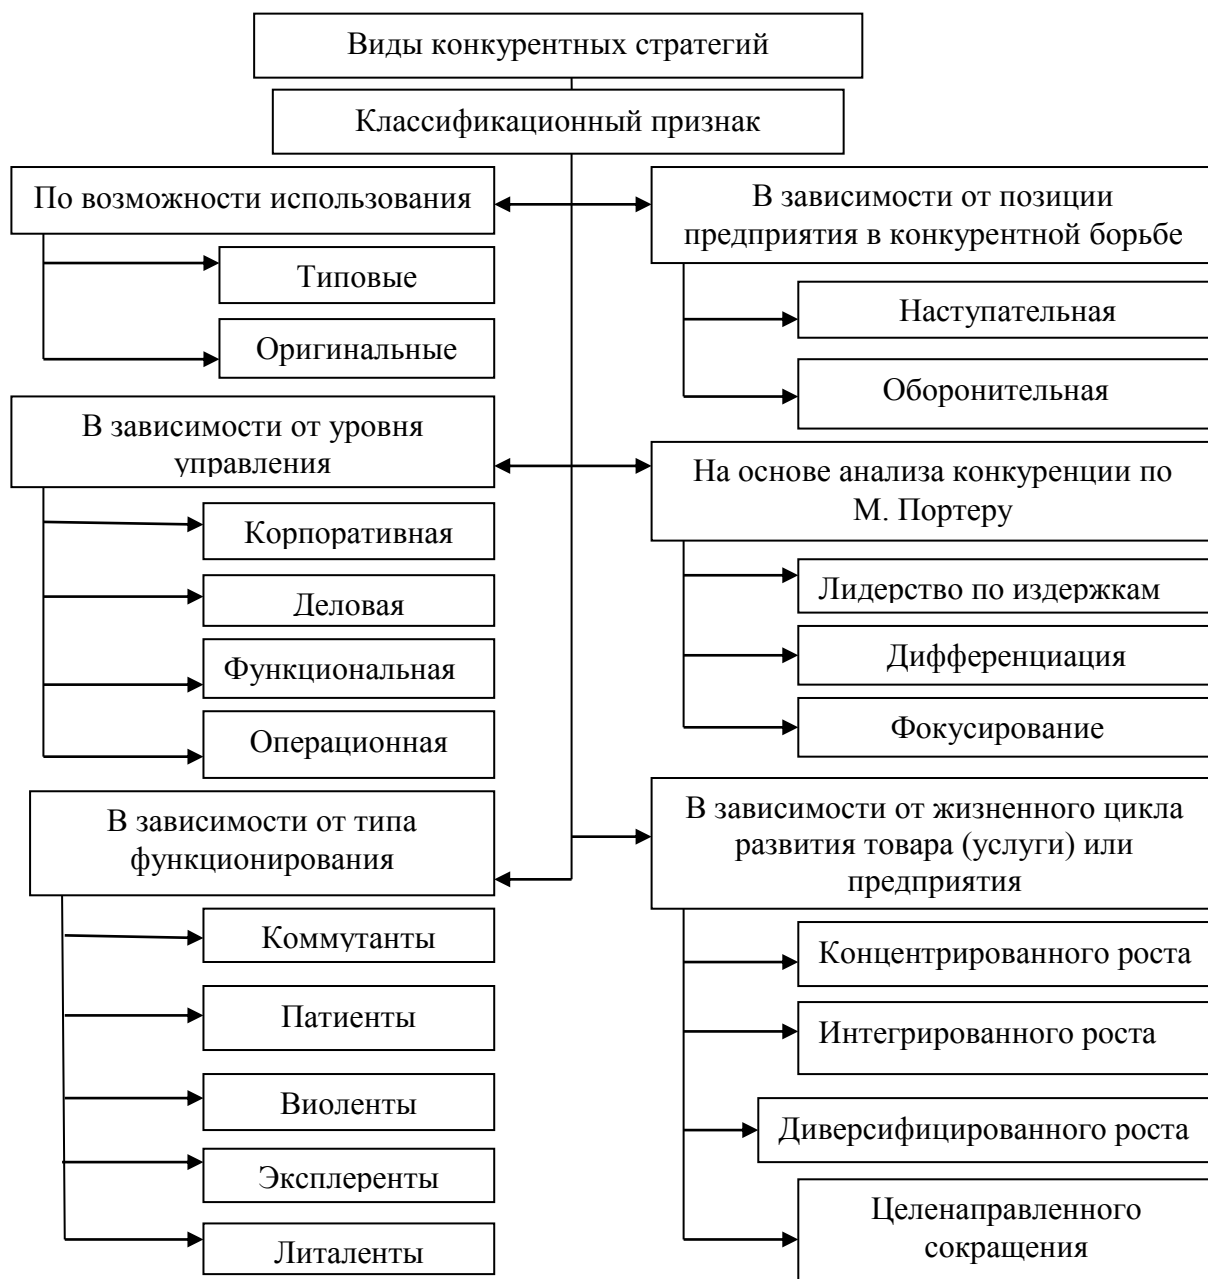 Виды конкурентных стратегий
Классификационный признак
По возможности использования
Типовые
Оригинальные
В зависимости от уровня
управления
Корпоративная
Деловая
Функциональная
Операционная
В зависимости от типа
функционирования
Коммутанты
Патиенты
Виоленты
Эксплеренты
Литаленты
В зависимости от позиции
предприятия в конкурентной борьбе
Наступательная
Оборонительная
На основе анализа конкуренции по
М. Портеру
Лидерство по издержкам
Дифференциация
Фокусирование
В зависимости от жизненного цикла
развития товара (услуги) или
предприятия
Концентрированного роста
Интегрированного роста
Диверсифицированного роста
Целенаправленного
сокращения